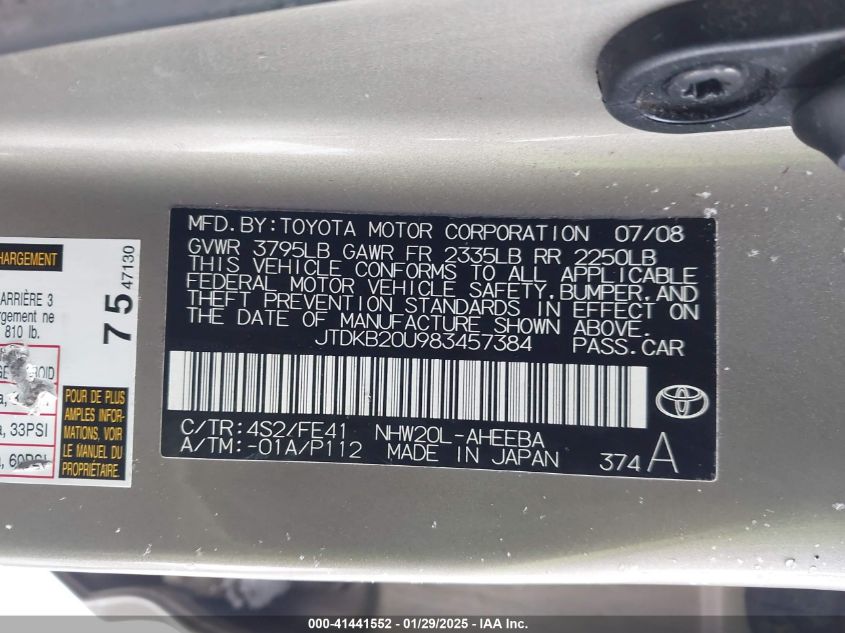 HARGEMENT
75 47130
ARRIÈRE 3
rgement ne
810 lb.
a, 33PSI
a, 60PSI
POUR DE PLUS
AMPLES INFOR-
MATIONS, VOIR
LE MANUEL DU
PROPRIÉTAIRE
MFD.BY:TOYOTA MOTOR CORPORATION 07/08
GVWR 3795LB GAWR FR 2335LB RR 2250LB
THIS VEHICLE CONFORMS TO ALL APPLICABLE
FEDERAL MOTOR VEHICLE SAFETY,BUMPER,AND
THEFT PREVENTION STANDARDS IN EFFECT ON
THE DATE OF MANUFACTURE SHOWN ABOVE.
JTDKB20U983457384 PASS.CAR
C/TR:4S2/FE41 NHW20L-AHEEBA
A/TM:-01A/P112 MADE IN JAPAN 374 A
000-41441552 - 01/29/2025 - IAA Inc.